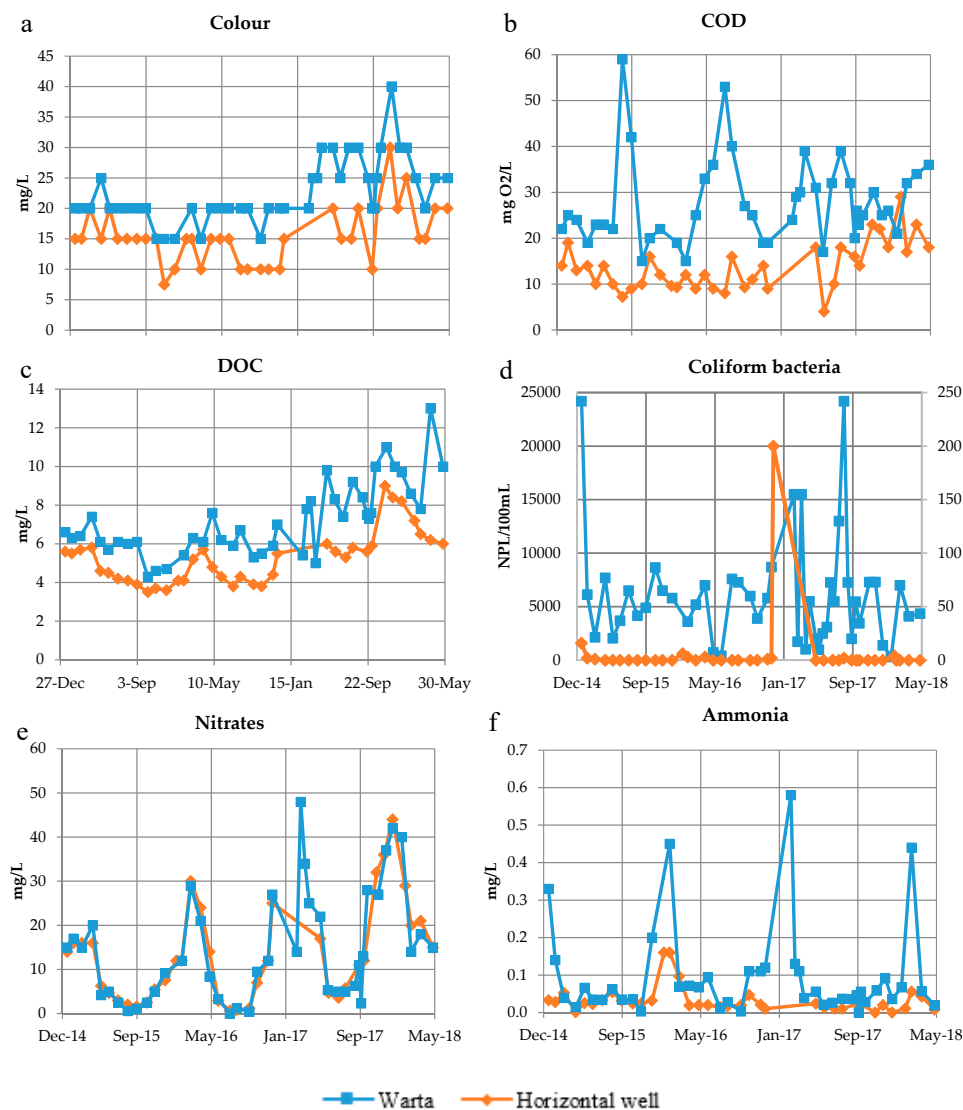 a
Colour
45
40
35
30
25
20
15
10
5
0
mg/L
b
COD
60
50
40
30
20
10
0
mg O2/L
c
DOC
14
12
10
8
6
4
2
0
mg/L
27-Dec 3-Sep 10-May 15-Jan 22-Sep 30-May
d
Coliform bacteria
25000
20000
15000
10000
5000
0
NPL/100mL
250
200
150
100
50
0
Dec-14 Sep-15 May-16 Jan-17 Sep-17 May-18
e
Nitrates
60
50
40
30
20
10
0
mg/L
Dec-14 Sep-15 May-16 Jan-17 Sep-17 May-18
f
Ammonia
0.7
0.6
0.5
0.4
0.3
0.2
0.1
0.0
mg/L
Dec-14 Sep-15 May-16 Jan-17 Sep-17 May-18
Warta Horizontal well